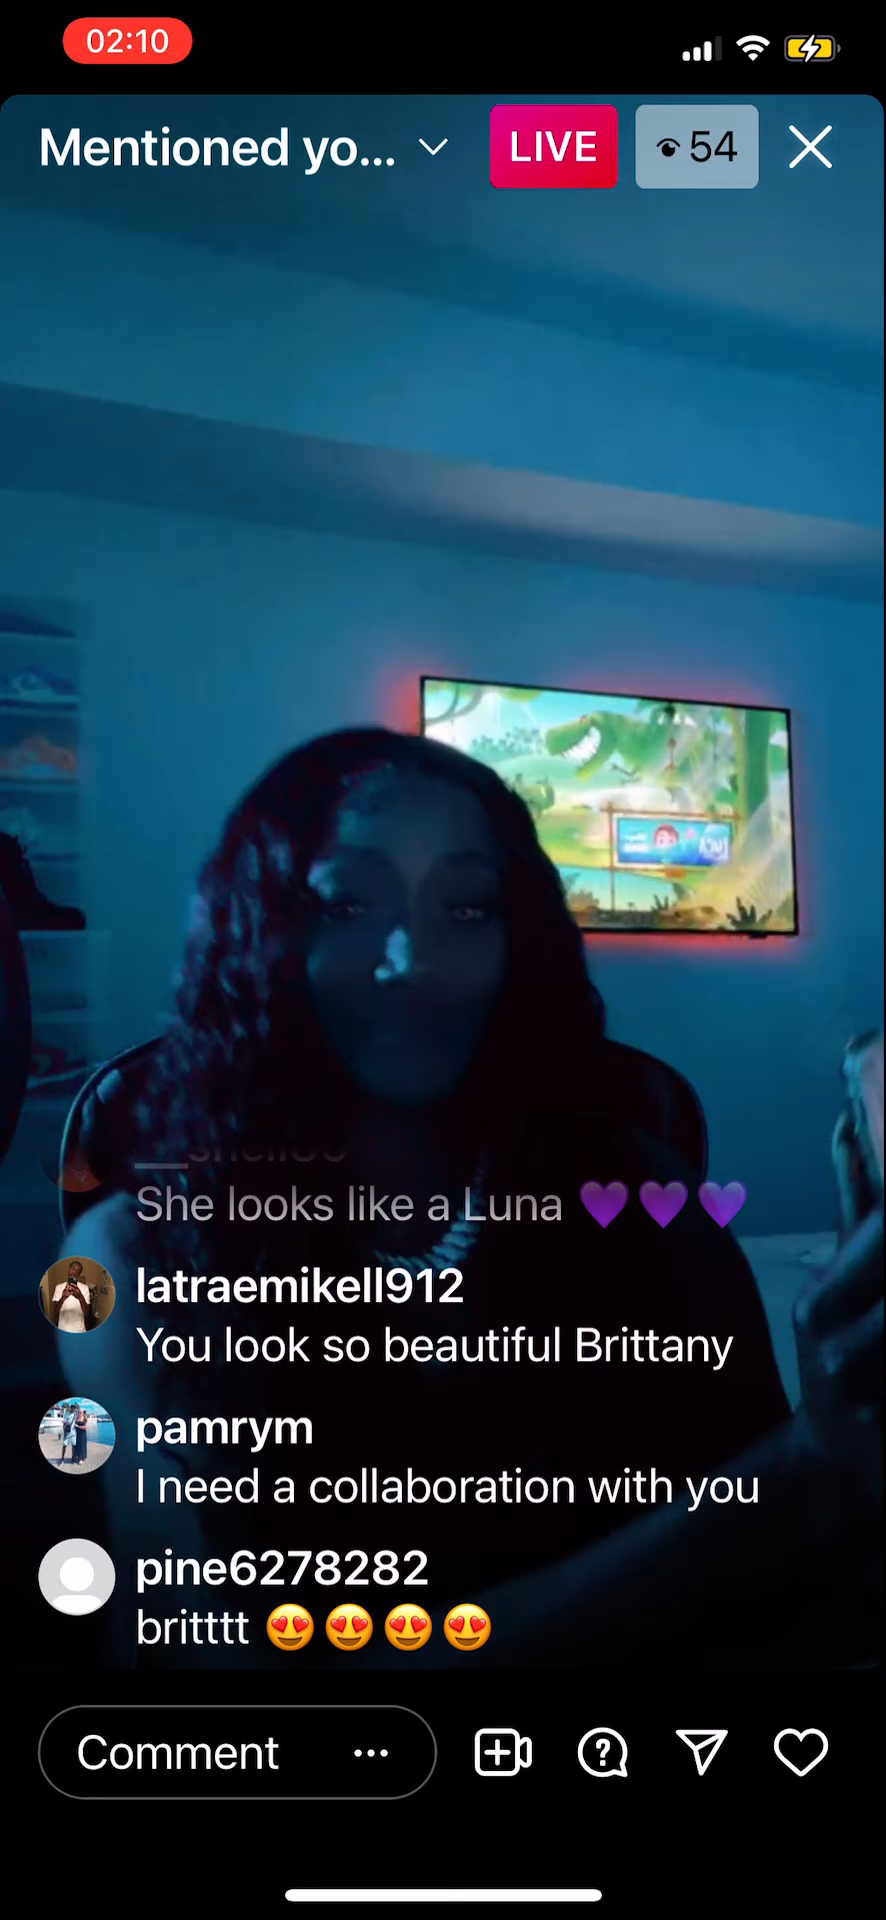 02:10
Mentioned yo...
LIVE
54
She looks like a Luna 💜💜💜
latraemikell912
You look so beautiful Brittany
pamrym
I need a collaboration with you
pine6278282
britttt 😍😍😍😍
Comment